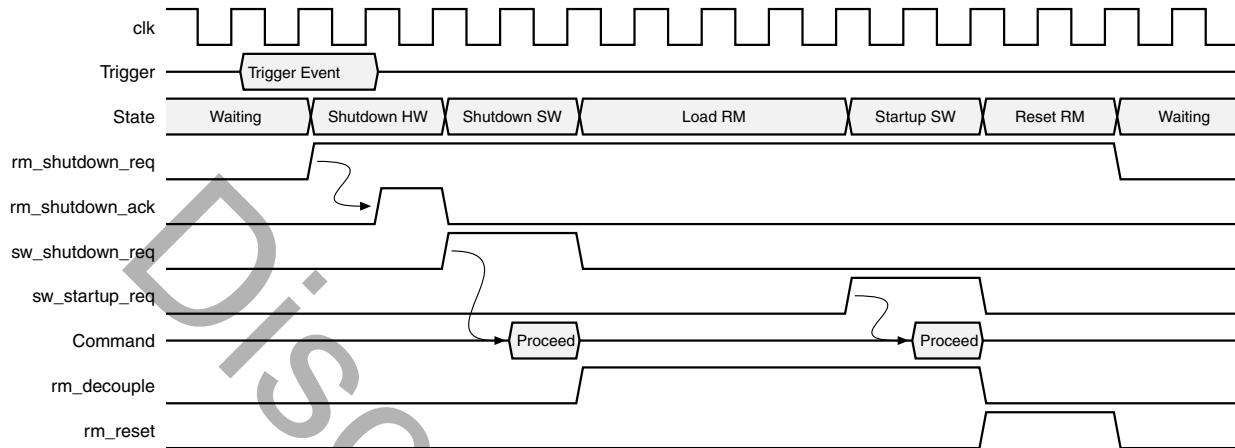 clk
Trigger
Trigger Event
State
Waiting
Shutdown HW
Shutdown SW
Load RM
Startup SW
Reset RM
Waiting
rm_shutdown_req
rm_shutdown_ack
sw_shutdown_req
sw_startup_req
Command
Proceed
Proceed
rm_decouple
rm_reset
Disc